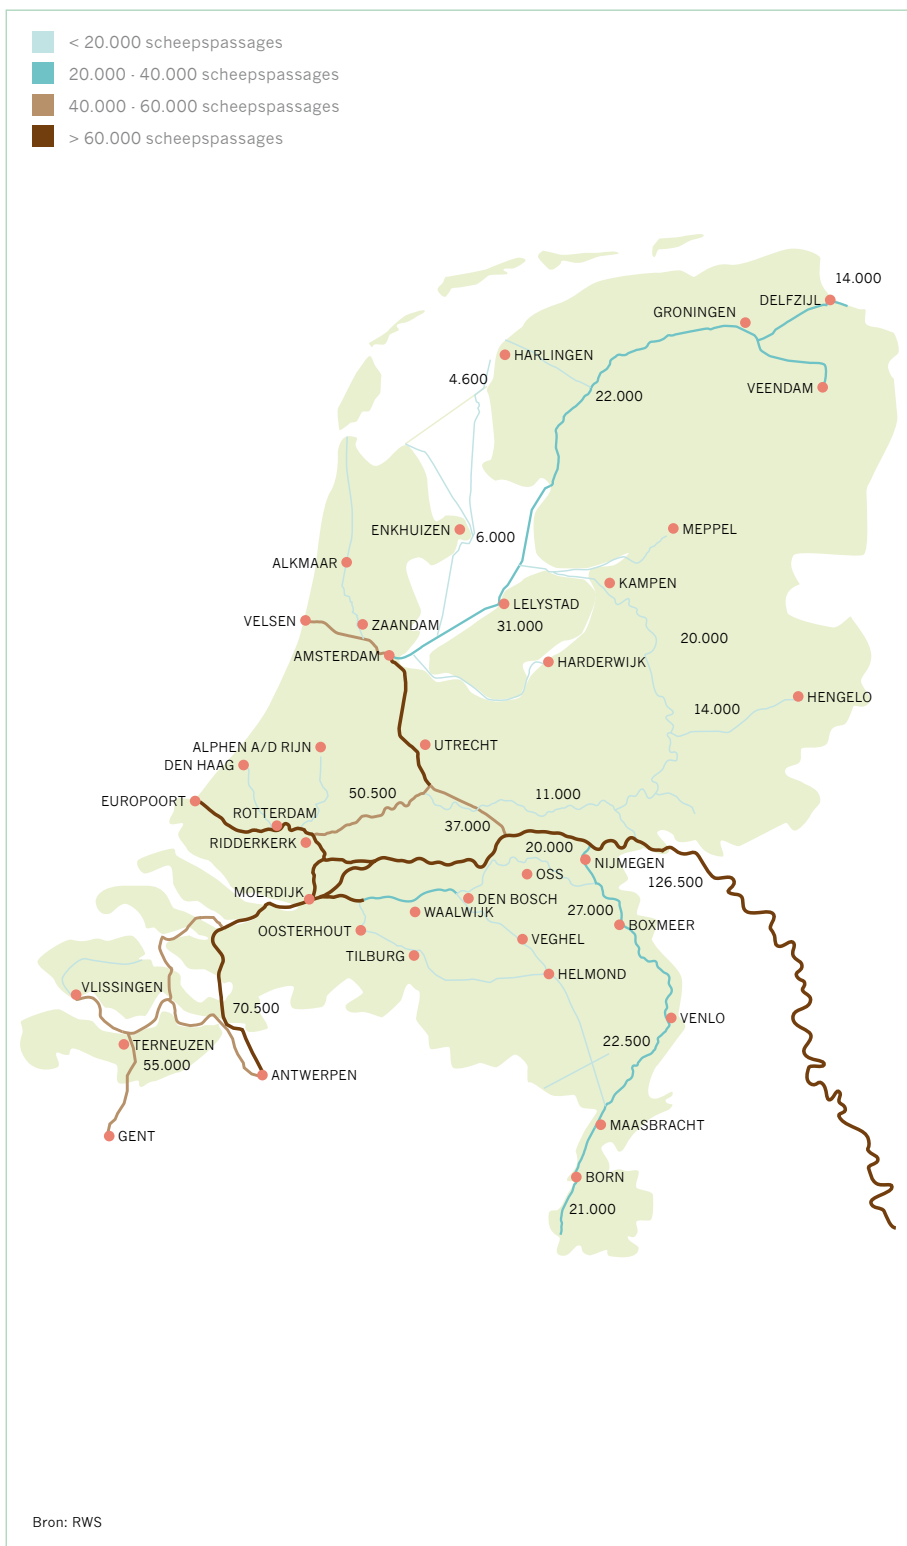 < 20.000 scheepspassages
20.000 - 40.000 scheepspassages
40.000 - 60.000 scheepspassages
> 60.000 scheepspassages
14.000
DELFZIJL
GRONINGEN
HARLINGEN
4.600
VEENDAM
22.000
ENKHUIZEN
MEPPEL
6.000
ALKMAAR
KAMPEN
LELYSTAD
VELSEN
ZAANDAM
31.000
20.000
AMSTERDAM
HARDERWIJK
HENGELO
14.000
ALPHEN A/D RIJN
UTRECHT
DEN HAAG
50.500
11.000
EUROPOORT
ROTTERDAM
37.000
RIDDERKERK
20.000
NIJMEGEN
OSS
126.500
MOERDIJK
DEN BOSCH
WAALWIJK
27.000
BOXMEER
OOSTERHOUT
VEGHEL
TILBURG
HELMOND
VLISSINGEN
70.500
VENLO
TERNEUZEN
22.500
55.000
ANTWERPEN
MAASBRACHT
GENT
BORN
21.000
Bron: RWS